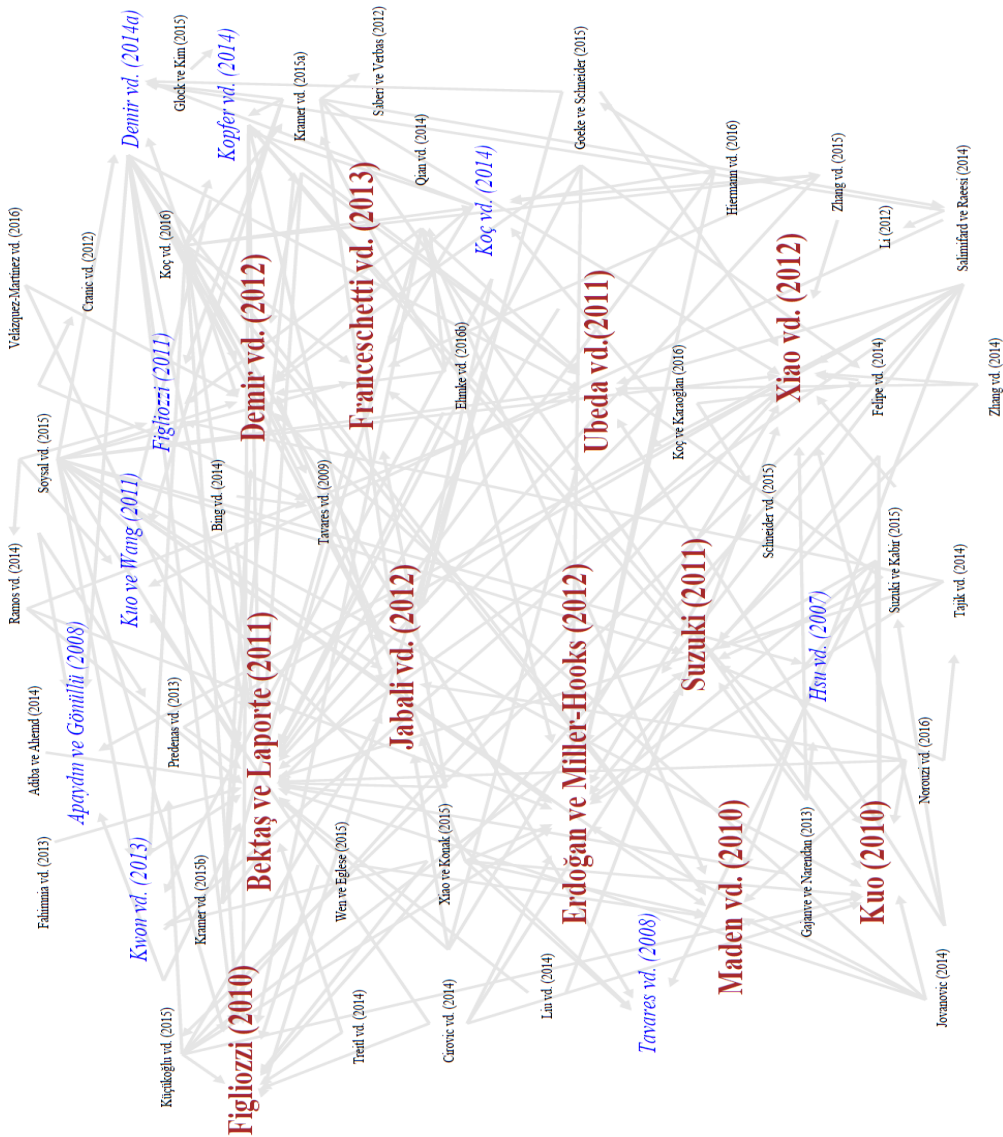 Demir vd. (2014a)
Glock ve Kim (2015)
Kopfer vd. (2014)
Kramer vd. (2015a)
Saberi ve Verbas (2012)
Goeke ve Schneider (2015)
Velázquez-Martínez vd. (2016)
Cranic vd. (2012)
Koç vd. (2016)
Qian vd. (2014)
Koç vd. (2014)
Hiermann vd. (2016)
Zhang vd. (2015)
Li (2012)
Salimifard ve Raeesi (2014)
Figliozzi (2011)
Demir vd. (2012)
Franceschetti vd. (2013)
Ehmke vd. (2016b)
Ubeda vd.(2011)
Koç ve Karaoğlan (2016)
Xiao vd. (2012)
Felipe vd. (2014)
Zhang vd. (2014)
Soysal vd. (2015)
Ramos vd. (2014)
Kuo ve Wang (2011)
Bing vd. (2014)
Tavares vd. (2009)
Schneider vd. (2015)
Suzuki ve Kabir (2015)
Tajik vd. (2014)
Adiba ve Ahemd (2014)
Apaydın ve Gönüllü (2008)
Predenas vd. (2013)
Bektaş ve Laporte (2011)
Jabali vd. (2012)
Erdoğan ve Miller-Hooks (2012)
Suzuki (2011)
Hsu vd. (2007)
Norouzi vd. (2016)
Fahimnia vd. (2013)
Kwon vd. (2013)
Kramer vd. (2015b)
Wen ve Eglese (2015)
Xiao ve Konak (2015)
Maden vd. (2010)
Gajanve ve Narendan (2013)
Kuo (2010)
Küçükoğlu vd. (2015)
Figliozzi (2010)
Treitl vd. (2014)
Cirovic vd. (2014)
Liu vd. (2014)
Tavares vd. (2008)
Jovanovic (2014)